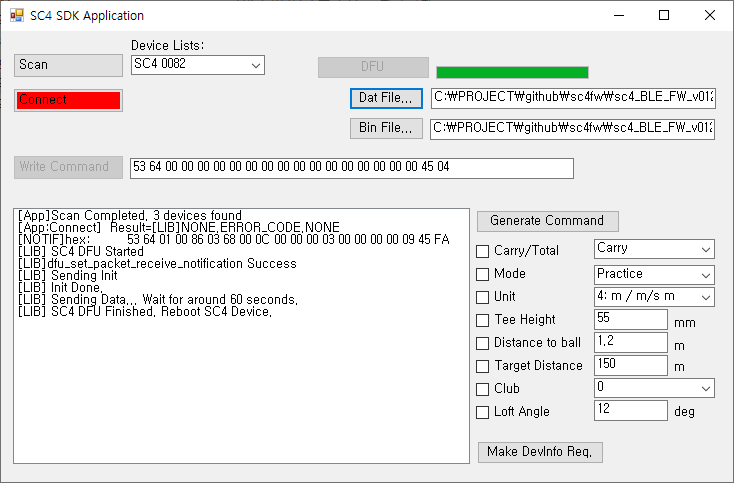 SC4 SDK Application
Device Lists:
Scan
SC4 0082
DFU
Connect
Dat File...
C:₩PROJECT₩github₩sc4fw₩sc4_BLE_FW_v012
Bin File...
C:₩PROJECT₩github₩sc4fw₩sc4_BLE_FW_v012
Write Command
53 64 00 00 00 00 00 00 00 00 00 00 00 00 00 00 00 00 45 04
[App]Scan Completed, 3 devices found
[App:Connect] Result=[LIB]NONE,ERROR_CODE,NONE
[NOTIF]hex: 53 64 01 00 86 03 68 00 0C 00 00 00 03 00 00 00 00 09 45 FA
[LIB] SC4 DFU Started
[LIB]dfu_set_packet_receive_notification Success
[LIB] Sending Init
[LIB] Init Done.
[LIB] Sending Data... Wait for around 60 seconds.
[LIB] SC4 DFU Finished. Reboot SC4 Device.
Generate Command
Carry/Total Carry
Mode Practice
Unit 4: m / m/s m
Tee Height 55 mm
Distance to ball 1.2 m
Target Distance 150 m
Club 0
Loft Angle 12 deg
Make DevInfo Req.